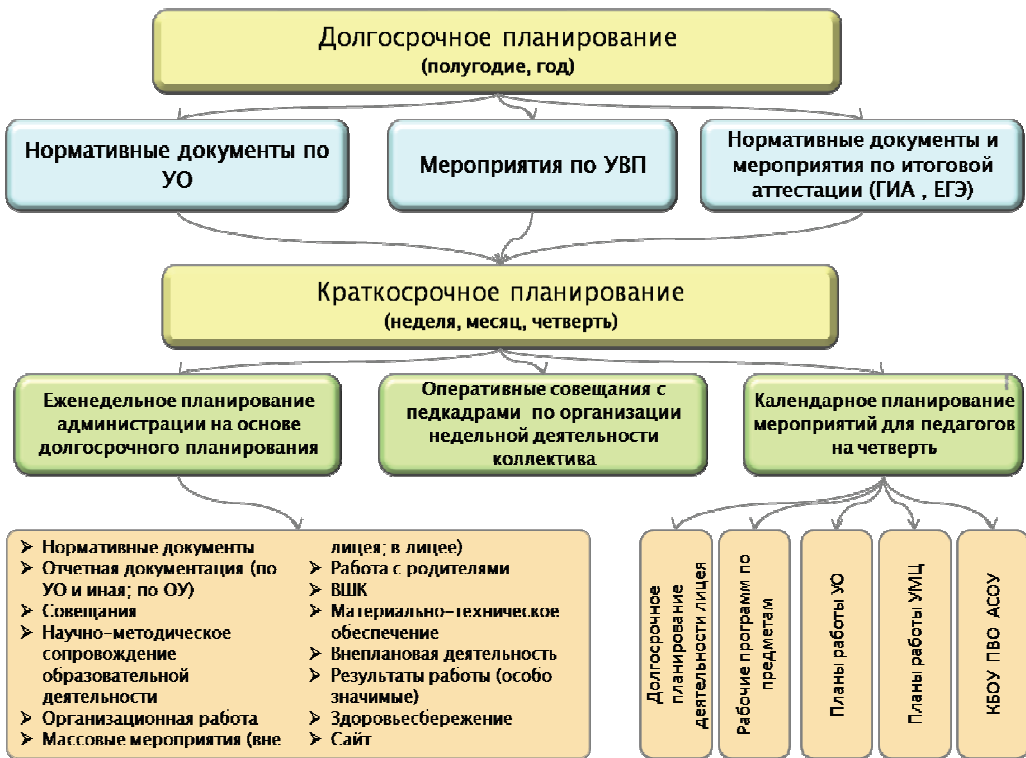 Долгосрочное планирование
(полугодие, год)
Нормативные документы по
УО
Мероприятия по УВП
Нормативные документы и
мероприятия по итоговой
аттестации (ГИА , ЕГЭ)
Краткосрочное планирование
(неделя, месяц, четверть)
Еженедельное планирование
администрации на основе
долгосрочного планирования
Оперативные совещания с
педкадрами по организации
недельной деятельности
коллектива
Календарное планирование
мероприятий для педагогов
на четверть
➢ Нормативные документы
➢ Отчетная документация (по
УО и иная; по ОУ)
➢ Совещания
➢ Научно-методическое
сопровождение
образовательной
деятельности
➢ Организационная работа
➢ Массовые мероприятия (вне
лицея; в лицее)
➢ Работа с родителями
➢ ВШК
➢ Материально-техническое
обеспечение
➢ Внеплановая деятельность
➢ Результаты работы (особо
значимые)
➢ Здоровьесбережение
➢ Сайт
Долгосрочное
планирование
деятельности лицея
Рабочие программ по
предметам
Планы работы УО
Планы работы УМЦ
КБОУ ПВО АСОУ